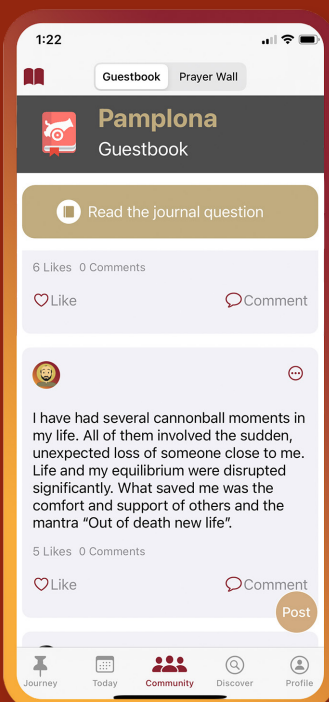 1:22
Guestbook Prayer Wall
Pamplona
Guestbook
Read the journal question
6 Likes 0 Comments
Like Comment
I have had several cannonball moments in
my life. All of them involved the sudden,
unexpected loss of someone close to me.
Life and my equilibrium were disrupted
significantly. What saved me was the
comfort and support of others and the
mantra “Out of death new life”.
5 Likes 0 Comments
Like Comment
Post
Journey Today Community Discover Profile